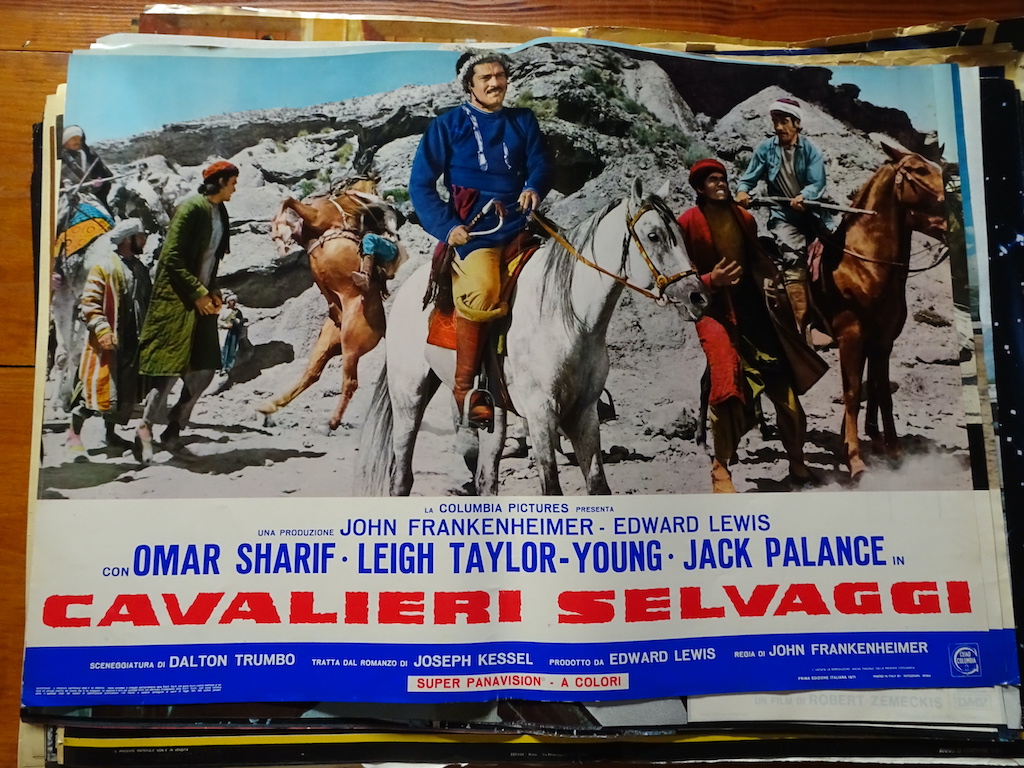 LA COLUMBIA PICTURES PRESENTA
UNA PRODUZIONE JOHN FRANKENHEIMER - EDWARD LEWIS
CON OMAR SHARIF · LEIGH TAYLOR-YOUNG · JACK PALANCE IN
CAVALIERI SELVAGGI
SCENEGGIATURA DI DALTON TRUMBO TRATTA DAL ROMANZO DI JOSEPH KESSEL PRODOTTO DA EDWARD LEWIS REGIA DI JOHN FRANKENHEIMER
SUPER PANAVISION - A COLORI
PRIMA EDIZIONE ITALIANA 1971
COLUMBIA
UN FILM DI ROBERT ZEMECKIS